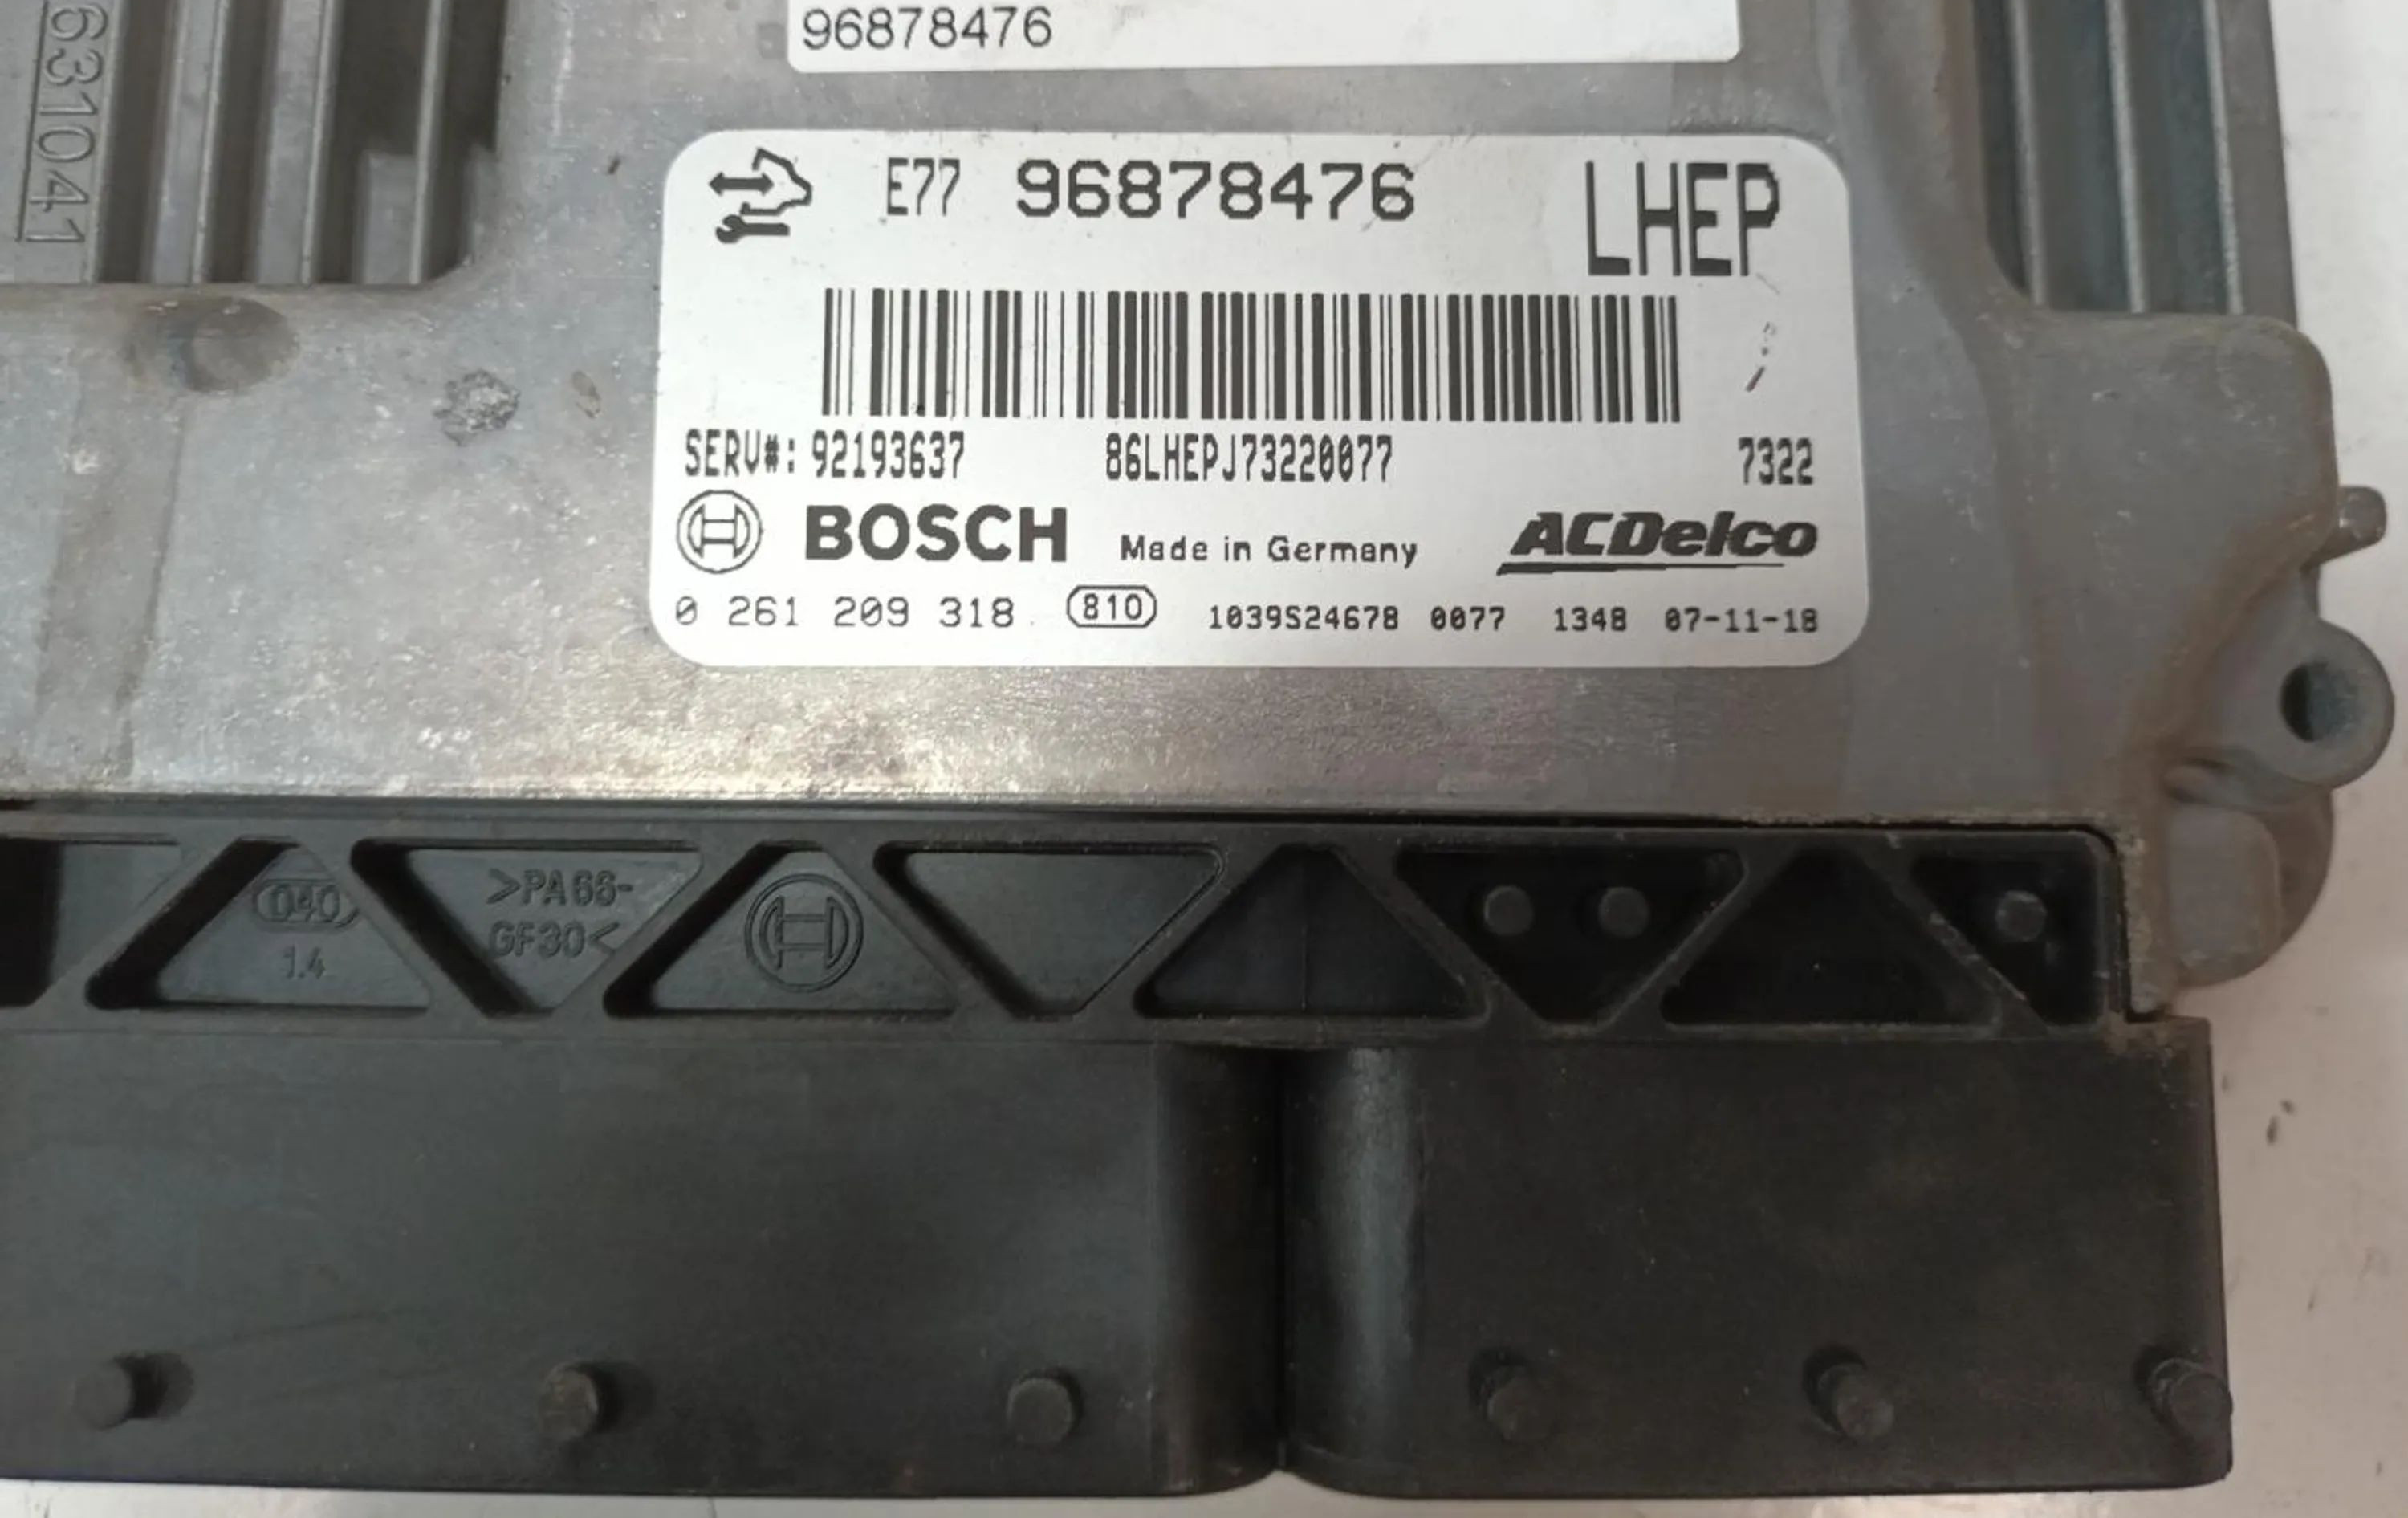 96878476
631041
E77 96878476 LHEP
SERV#: 92193637 86LHEPJ73220077 7322
BOSCH Made in Germany ACDelco
0 261 209 318 810 1039S24678 0077 1348 07-11-18
040
1.4
>PA66-
GF30<